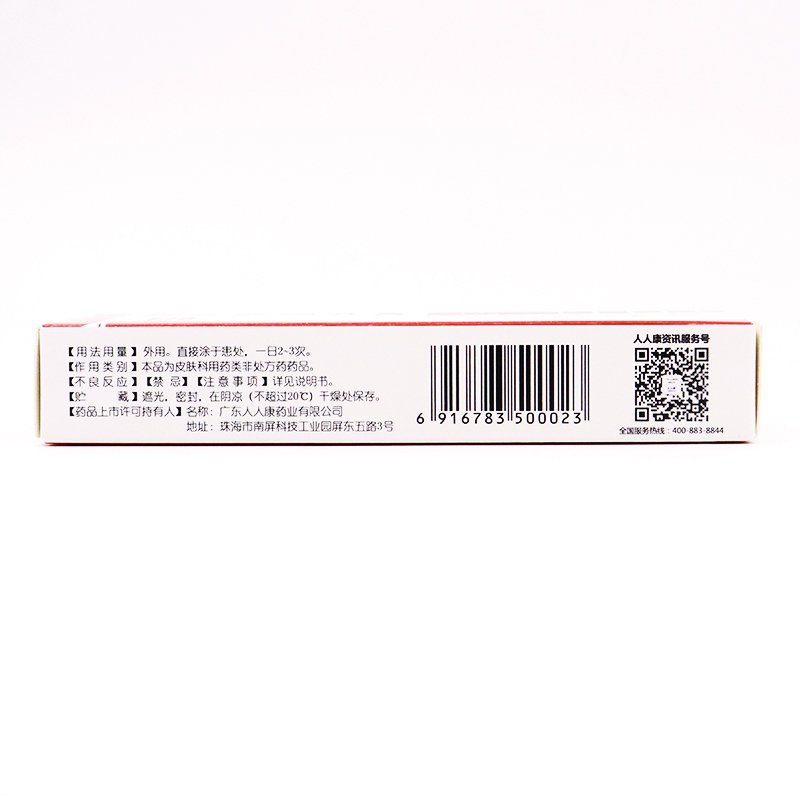 【用法用量】外用。直接涂于患处，一日2~3次。
【作用类别】本品为皮肤科用药类非处方药药品。
【不良反应】【禁忌】【注意事项】详见说明书。
【贮藏】遮光，密封，在阴凉（不超过20℃）干燥处保存。
【药品上市许可持有人】名称：广东人人康药业有限公司
地址：珠海市南屏科技工业园屏东五路3号
6 916783 500023
人人康资讯服务号
全国服务热线：400-883-8844